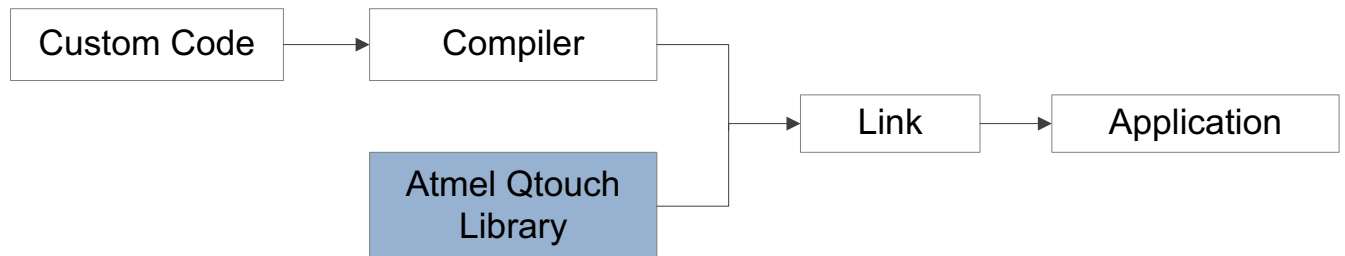 Custom Code
Compiler
Link
Application
Atmel Qtouch
Library